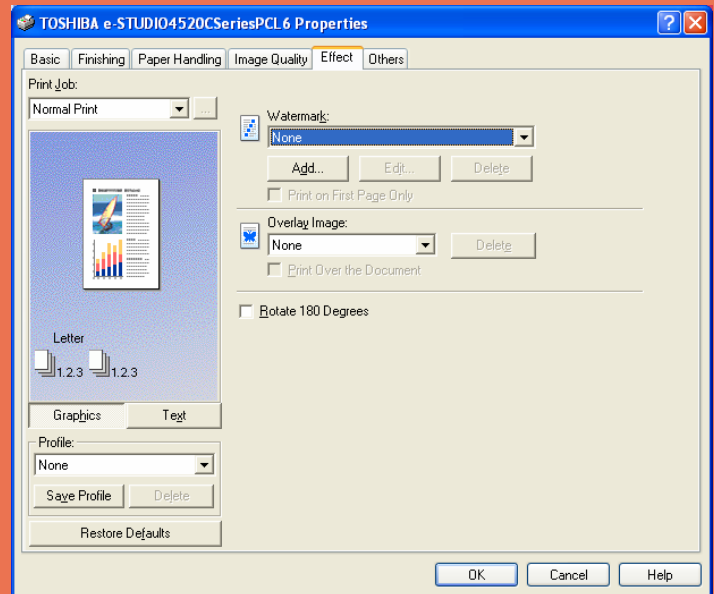 TOSHIBA e-STUDIO4520CSeriesPCL6 Properties
Basic Finishing Paper Handling Image Quality Effect Others
Print Job:
Normal Print ...
Watermark:
None
Add... Edit... Delete
Print on First Page Only
Overlay Image:
None Delete
Print Over the Document
Rotate 180 Degrees
Letter
1.2.3 1.2.3
Graphics Text
Profile:
None
Save Profile Delete
Restore Defaults
OK Cancel Help